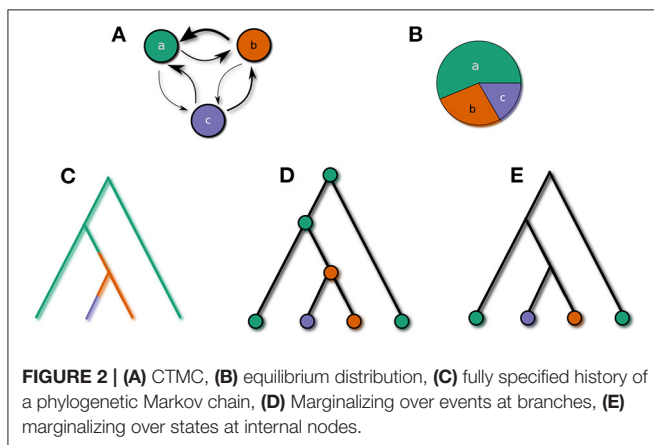 A
B
a
b
c
a
b
c
C
D
E
FIGURE 2 | (A) CTMC, (B) equilibrium distribution, (C) fully specified history of
a phylogenetic Markov chain, (D) Marginalizing over events at branches, (E)
marginalizing over states at internal nodes.